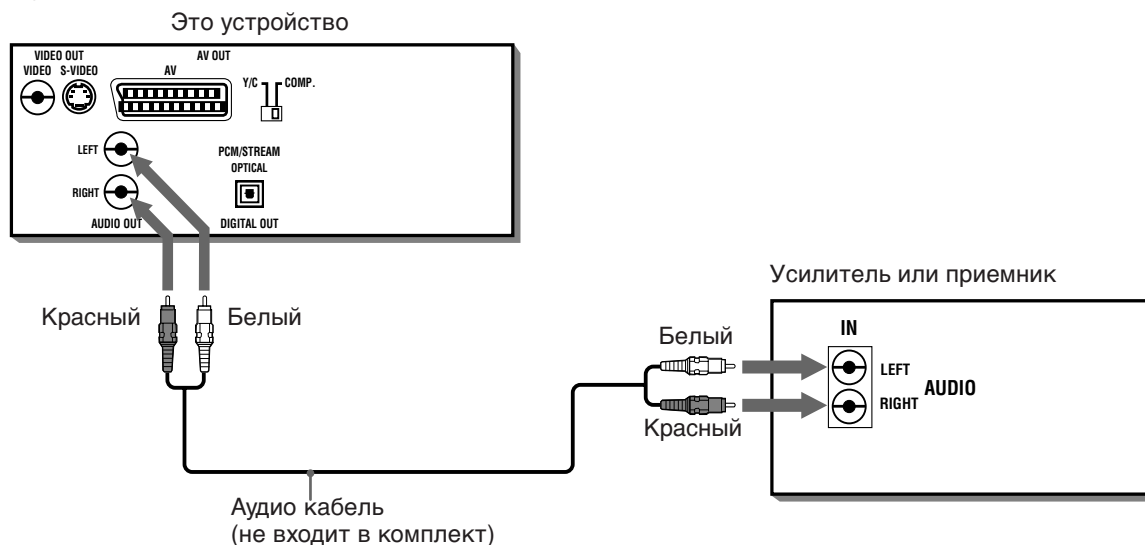 Это устройство
VIDEO OUT
VIDEO S-VIDEO
AV OUT
AV
Y/C
COMP.
LEFT
RIGHT
AUDIO OUT
PCM/STREAM
OPTICAL
DIGITAL OUT
Красный
Белый
Усилитель или приемник
Белый
Красный
IN
LEFT
RIGHT
AUDIO
Аудио кабель
(не входит в комплект)